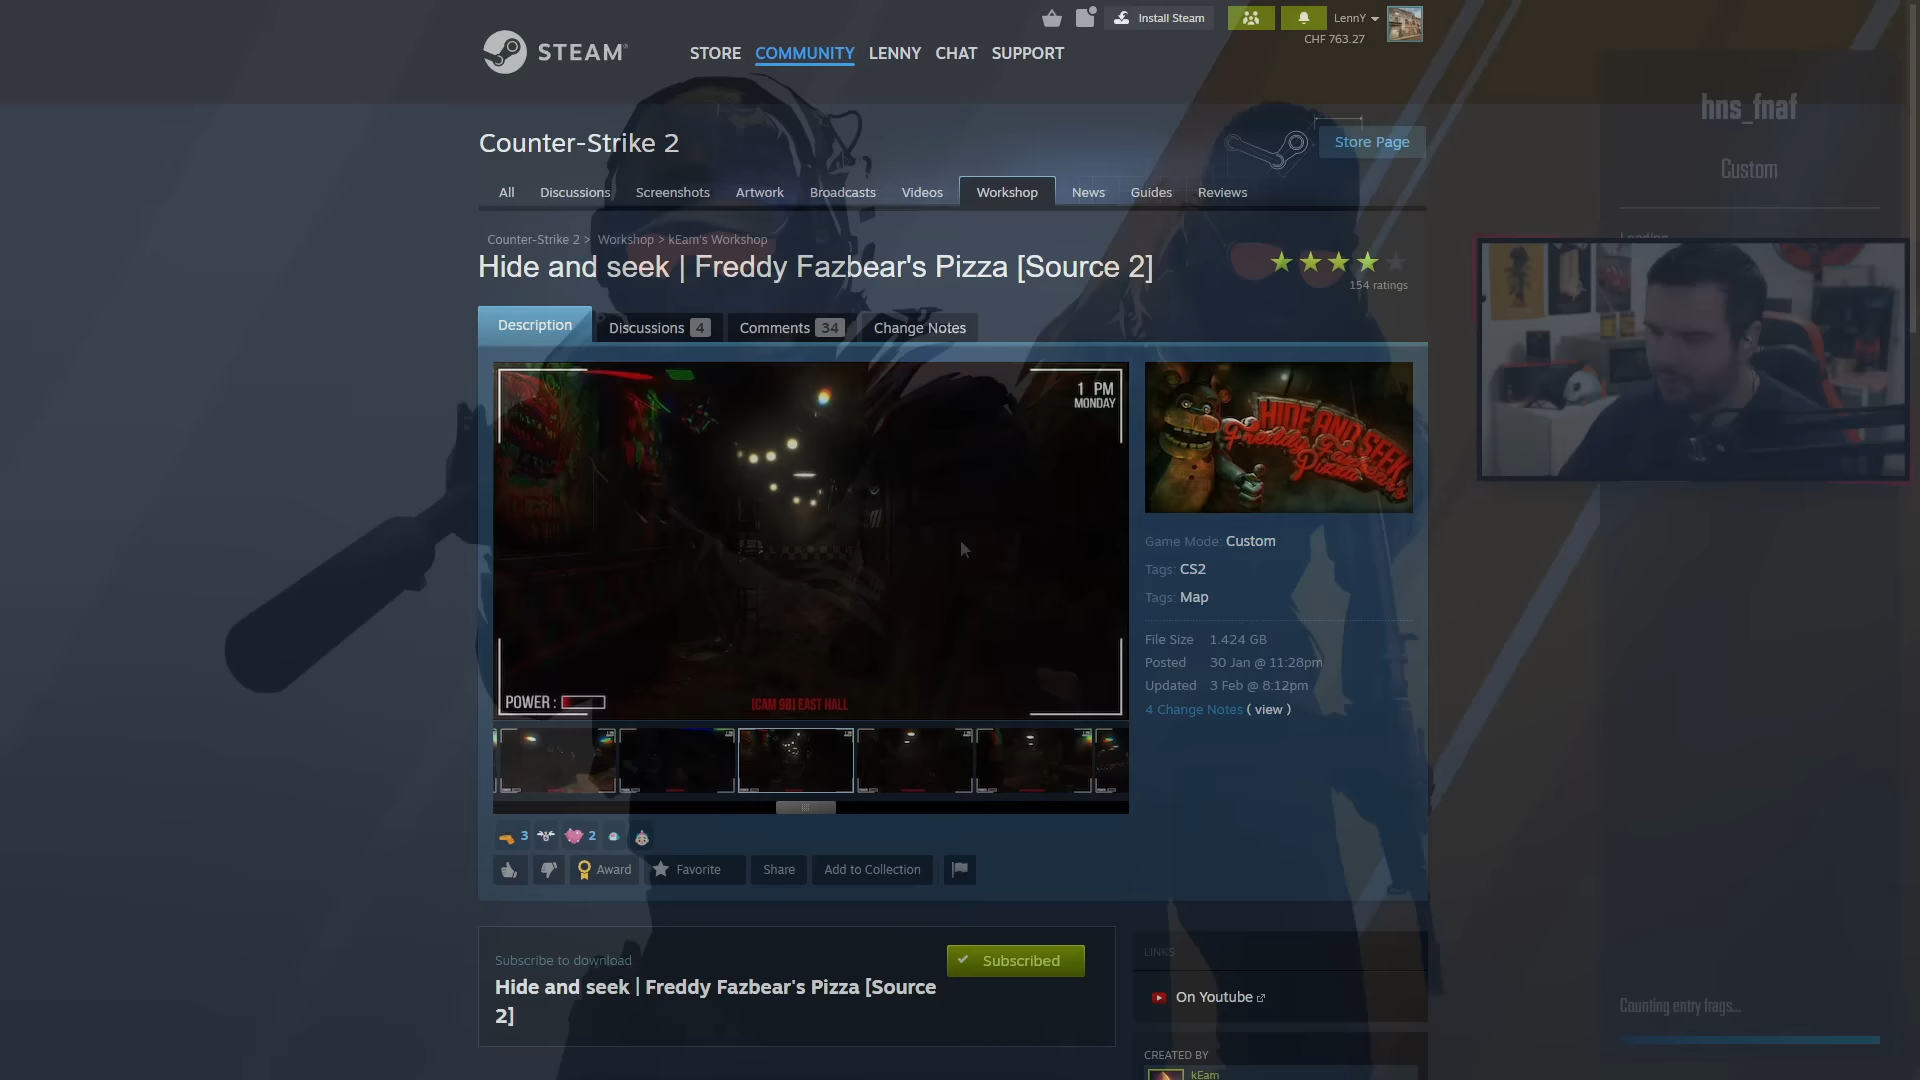 Install Steam
LennY
CHF 763.27
STEAM
STORE COMMUNITY LENNY CHAT SUPPORT
hns_fnaf
Custom
Counter-Strike 2
Store Page
All Discussions Screenshots Artwork Broadcasts Videos Workshop News Guides Reviews
Counter-Strike 2 > Workshop > kEam's Workshop
Loading
Hide and seek | Freddy Fazbear's Pizza [Source 2]
154 ratings
Description Discussions 4 Comments 34 Change Notes
1 PM
MONDAY
HIDE AND SEEK
Freddy Fazbear's
Pizza
Game Mode: Custom
Tags: CS2
Tags: Map
File Size 1.424 GB
Posted 30 Jan @ 11:28pm
Updated 3 Feb @ 8:12pm
4 Change Notes ( view )
POWER :
[CAM 9B] EAST HALL
3 2
Award Favorite Share Add to Collection
Subscribe to download
Subscribed
Hide and seek | Freddy Fazbear's Pizza [Source
2]
LINKS
On Youtube
Counting entry frags...
CREATED BY
kEam